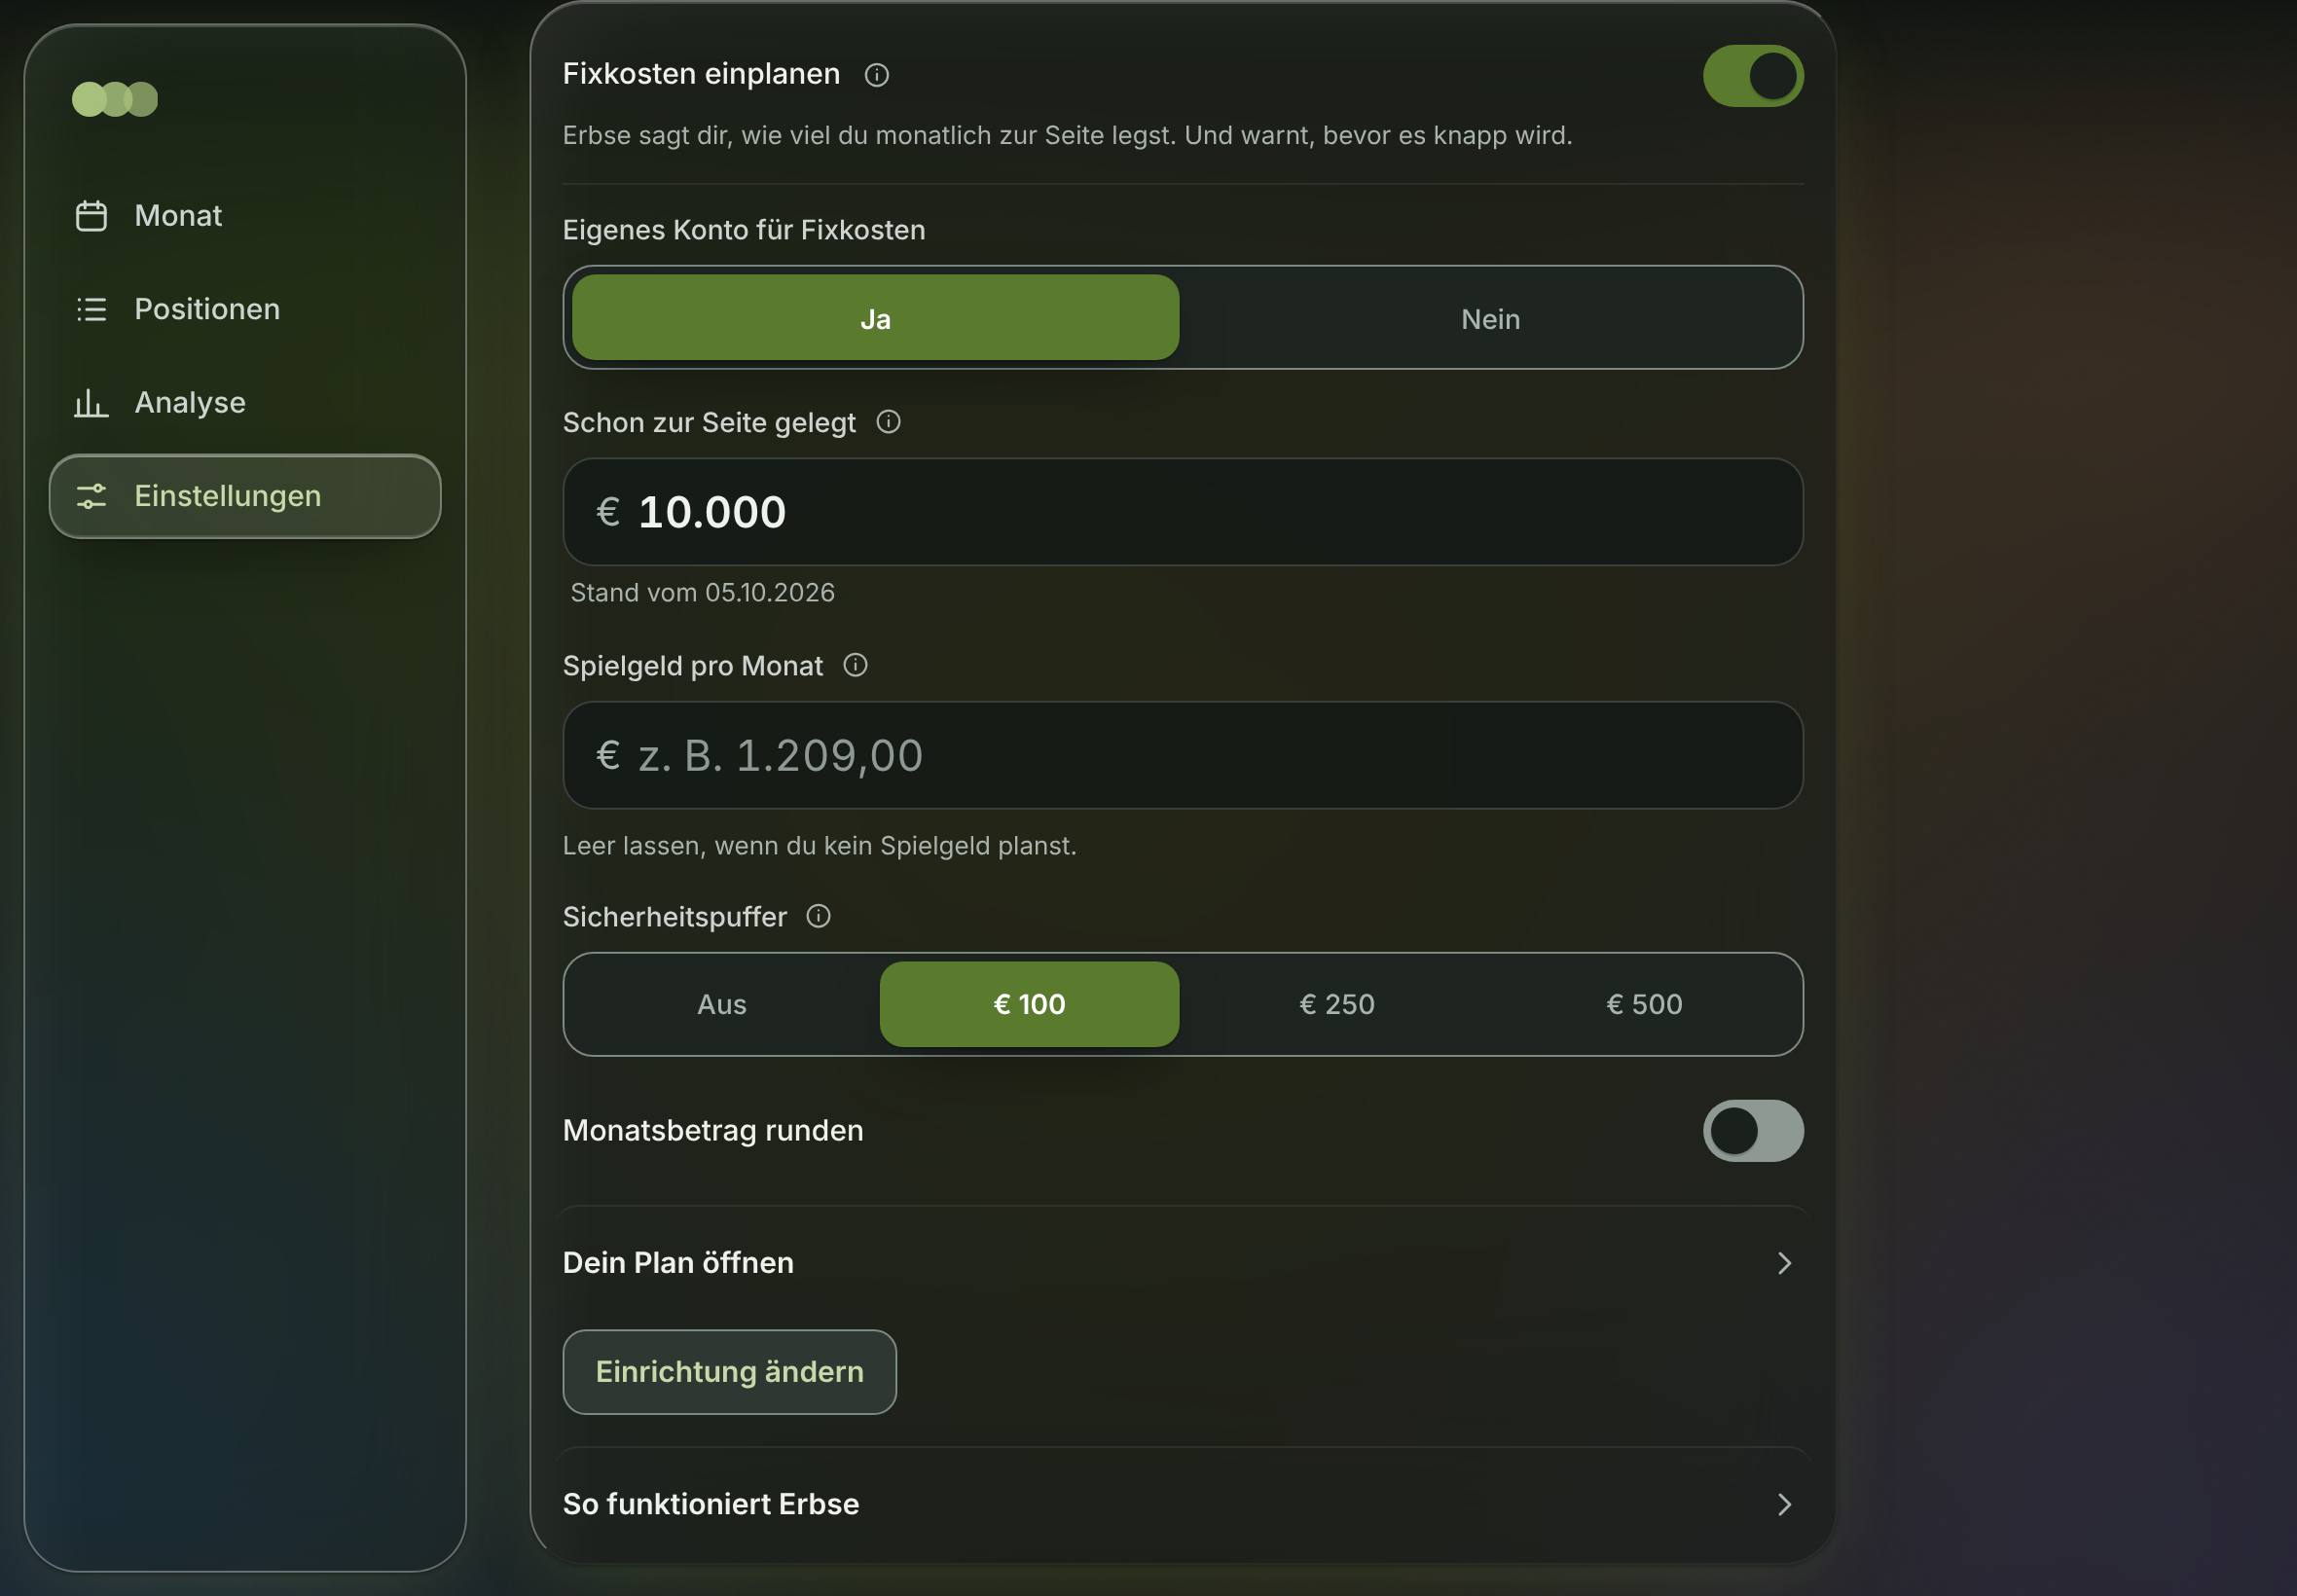 Monat
Positionen
Analyse
Einstellungen
Fixkosten einplanen
Erbse sagt dir, wie viel du monatlich zur Seite legst. Und warnt, bevor es knapp wird.
Eigenes Konto für Fixkosten
Ja
Nein
Schon zur Seite gelegt
€ 10.000
Stand vom 05.10.2026
Spielgeld pro Monat
€ z. B. 1.209,00
Leer lassen, wenn du kein Spielgeld planst.
Sicherheitspuffer
Aus
€ 100
€ 250
€ 500
Monatsbetrag runden
Dein Plan öffnen
Einrichtung ändern
So funktioniert Erbse